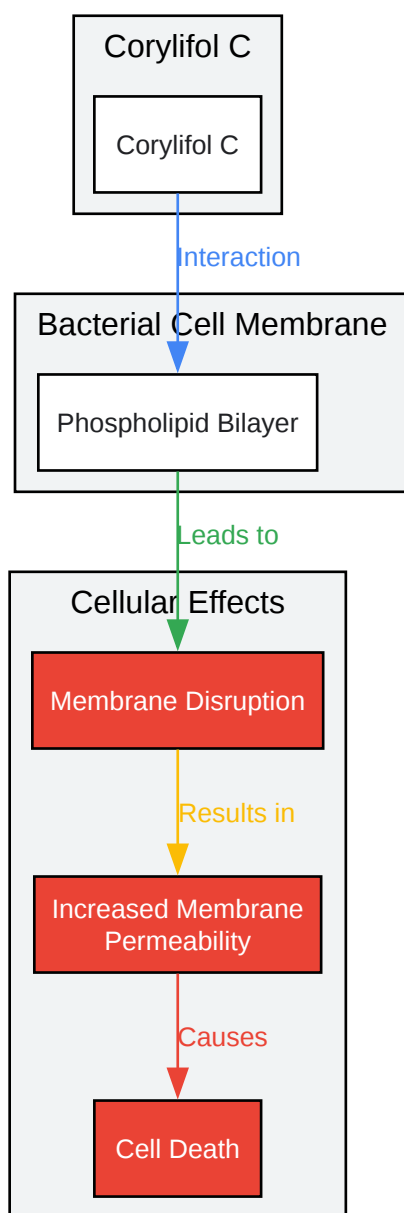 Corylifol C
Corylifol C
Interaction
Bacterial Cell Membrane
Phospholipid Bilayer
Leads to
Cellular Effects
Membrane Disruption
Results in
Increased Membrane
Permeability
Causes
Cell Death